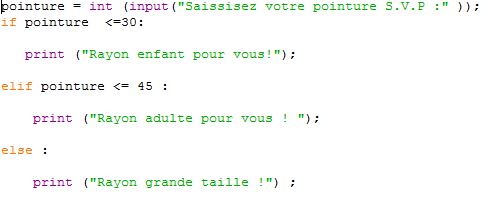 pointure = int (input("Saisissez votre pointure S.V.P :" ));
if pointure  <=30:
   print ("Rayon enfant pour vous!");
elif pointure <= 45 :
    print ("Rayon adulte pour vous ! ");
else :
    print ("Rayon grande taille !") ;